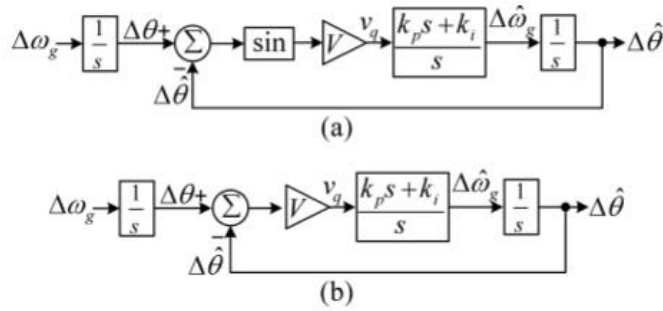 Δω_g 1/s Δθ + Σ sin V v_q (k_p s + k_i)/s Δω̂_g 1/s Δθ̂
− Δθ̂
(a)
Δω_g 1/s Δθ + Σ V v_q (k_p s + k_i)/s Δω̂_g 1/s Δθ̂
− Δθ̂
(b)